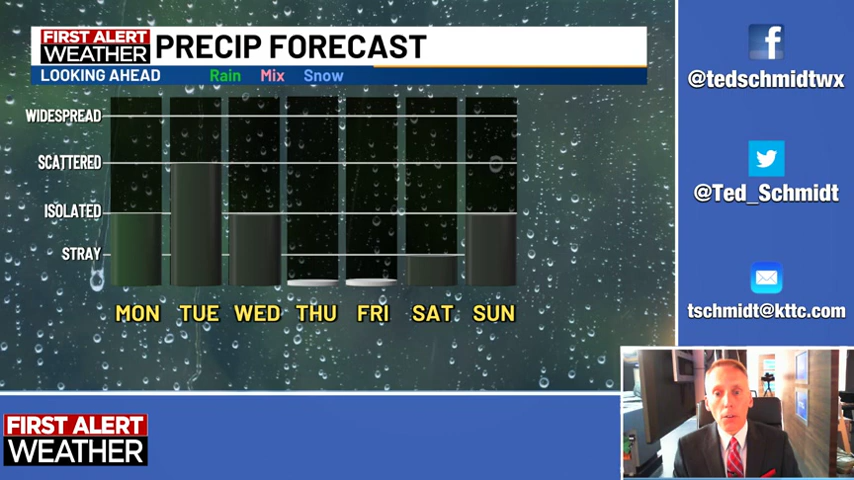 FIRST ALERT
WEATHER
PRECIP FORECAST
LOOKING AHEAD Rain Mix Snow
WIDESPREAD
SCATTERED
ISOLATED
STRAY
MON TUE WED THU FRI SAT SUN
@tedschmidtwx
@Ted_Schmidt
tschmidt@kttc.com
FIRST ALERT
WEATHER